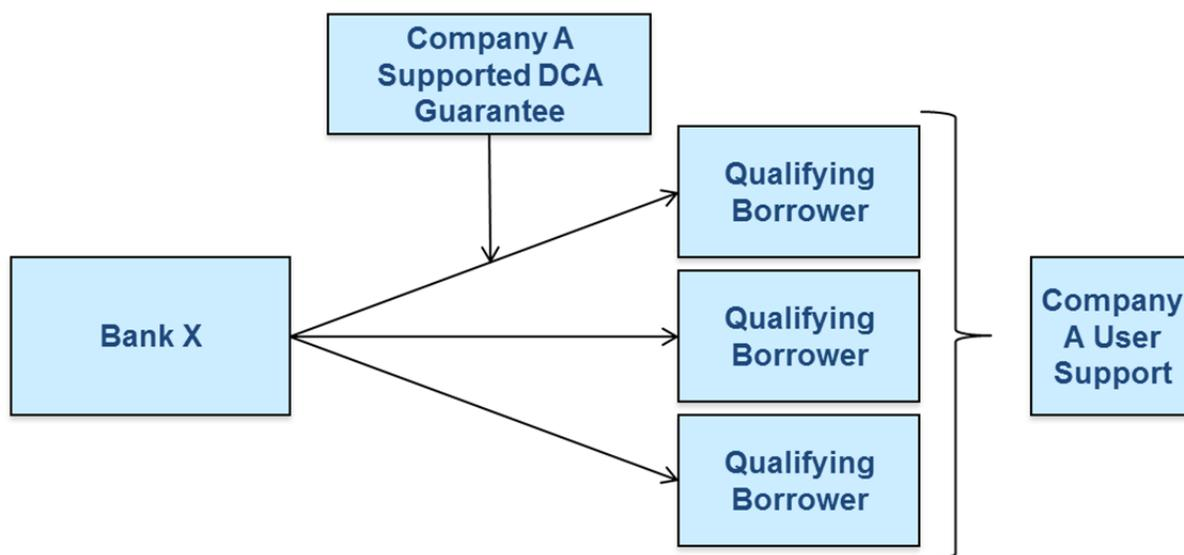 Company A
Supported DCA
Guarantee
Qualifying
Borrower
Bank X
Qualifying
Borrower
Company
A User
Support
Qualifying
Borrower